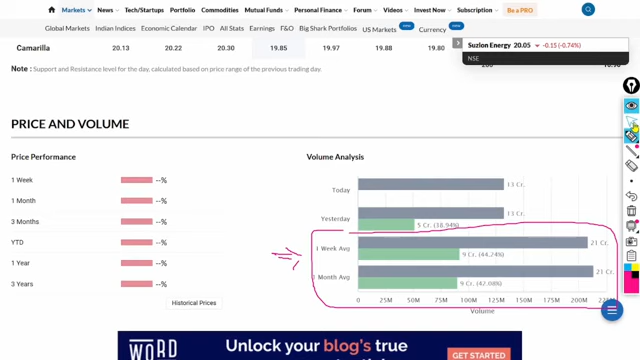 Markets News Tech/Startups Portfolio Commodities Mutual Funds Personal Finance Forum Videos Invest Now Subscription Be a PRO
new
new
Global Markets Indian Indices Economic Calendar IPO All Stats Earnings F&O Big Shark Portfolios US Markets Currency
Camarilla 20.13 20.22 20.30 19.85 19.97 19.88 19.80
Suzlon Energy 20.05 -0.15 (-0.74%)
NSE
Note : Support and Resistance level for the day, calculated based on price range of the previous trading day.
PRICE AND VOLUME
Price Performance
1 Week --%
1 Month --%
3 Months --%
YTD --%
1 Year --%
3 Years --%
Historical Prices
Volume Analysis
Today 13 Cr.
Yesterday 13 Cr.
5 Cr. (38.94%)
1 Week Avg 21 Cr.
9 Cr. (44.24%)
1 Month Avg 21 Cr.
9 Cr. (42.08%)
0 25M 50M 75M 100M 125M 150M 175M 200M
Volume
WORD
Unlock your blog's true
GET STARTED